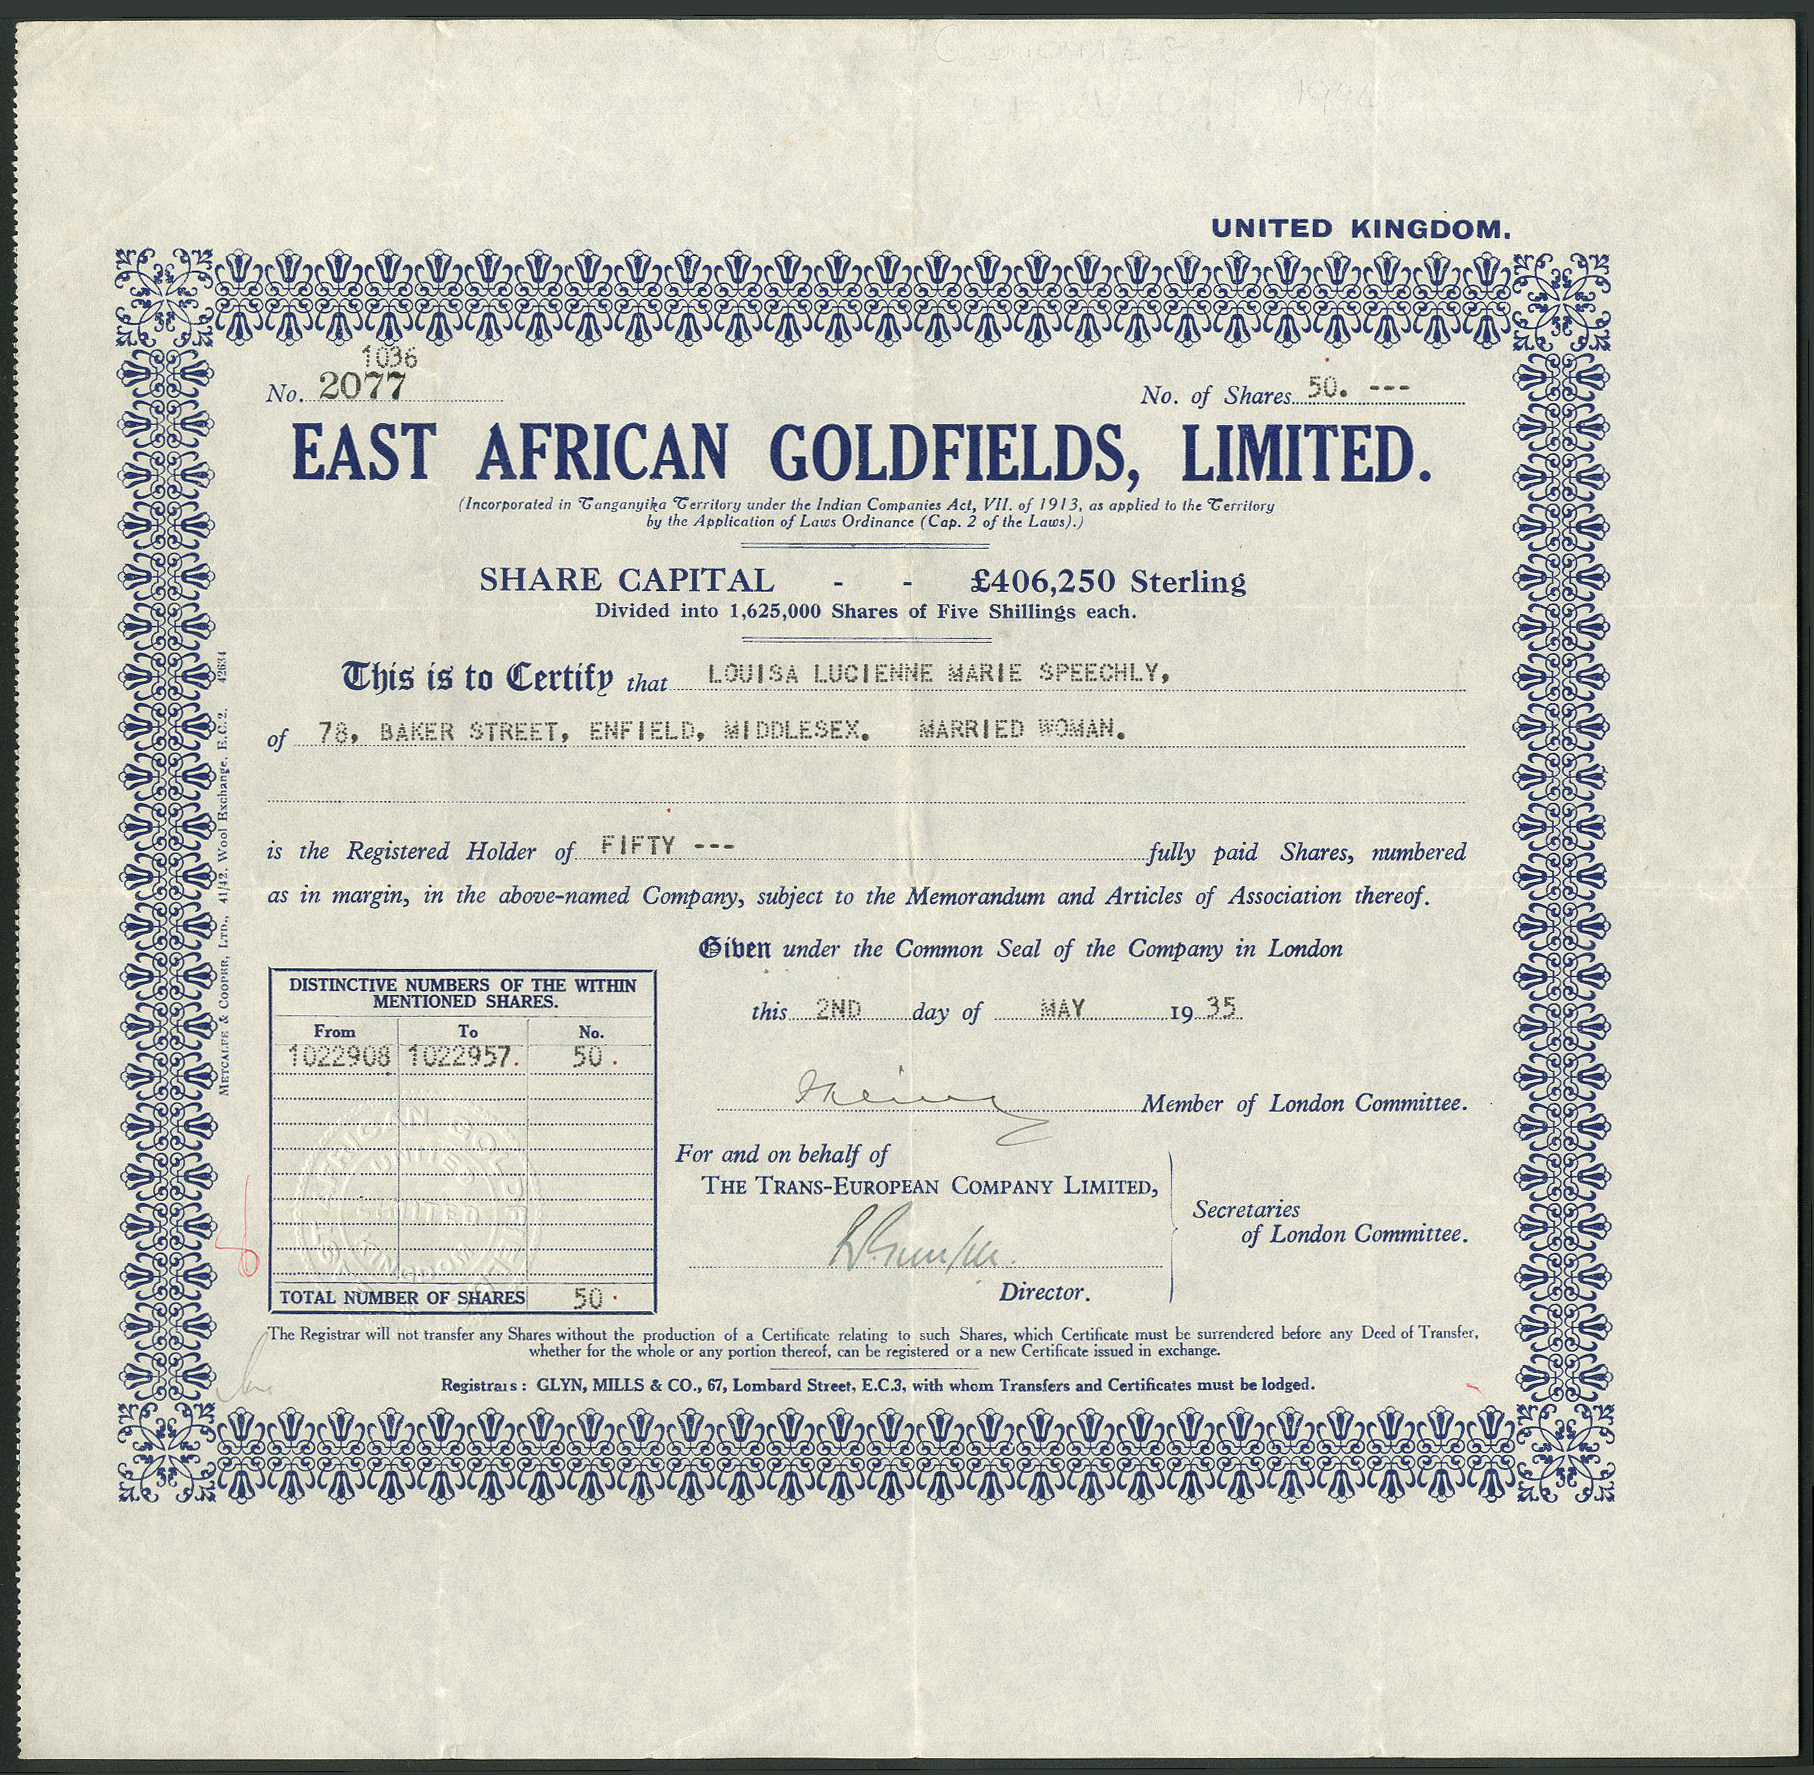 UNITED KINGDOM.
1036
No. 2077
No. of Shares 50. ---
EAST AFRICAN GOLDFIELDS, LIMITED.
(Incorporated in Tanganyika Territory under the Indian Companies Act, VII. of 1913, as applied to the Territory
by the Application of Laws Ordinance (Cap. 2 of the Laws).)
SHARE CAPITAL - - £406,250 Sterling
Divided into 1,625,000 Shares of Five Shillings each.
This is to Certify that LOUISA LUCIENNE MARIE SPEECHLY,
of 78, BAKER STREET, ENFIELD, MIDDLESEX. MARRIED WOMAN.
is the Registered Holder of FIFTY --- fully paid Shares, numbered
as in margin, in the above-named Company, subject to the Memorandum and Articles of Association thereof.
Given under the Common Seal of the Company in London
this 2ND day of MAY 1935
DISTINCTIVE NUMBERS OF THE WITHIN
MENTIONED SHARES.
From To No.
1022908 1022957. 50.
TOTAL NUMBER OF SHARES 50.
Member of London Committee.
For and on behalf of
THE TRANS-EUROPEAN COMPANY LIMITED,
Secretaries
of London Committee.
Director.
The Registrar will not transfer any Shares without the production of a Certificate relating to such Shares, which Certificate must be surrendered before any Deed of Transfer,
whether for the whole or any portion thereof, can be registered or a new Certificate issued in exchange.
Registrars: GLYN, MILLS & CO., 67, Lombard Street, E.C.3, with whom Transfers and Certificates must be lodged.
METCALFE & COOPER, LTD., 41/42, Wool Exchange, E.C.2. 42634